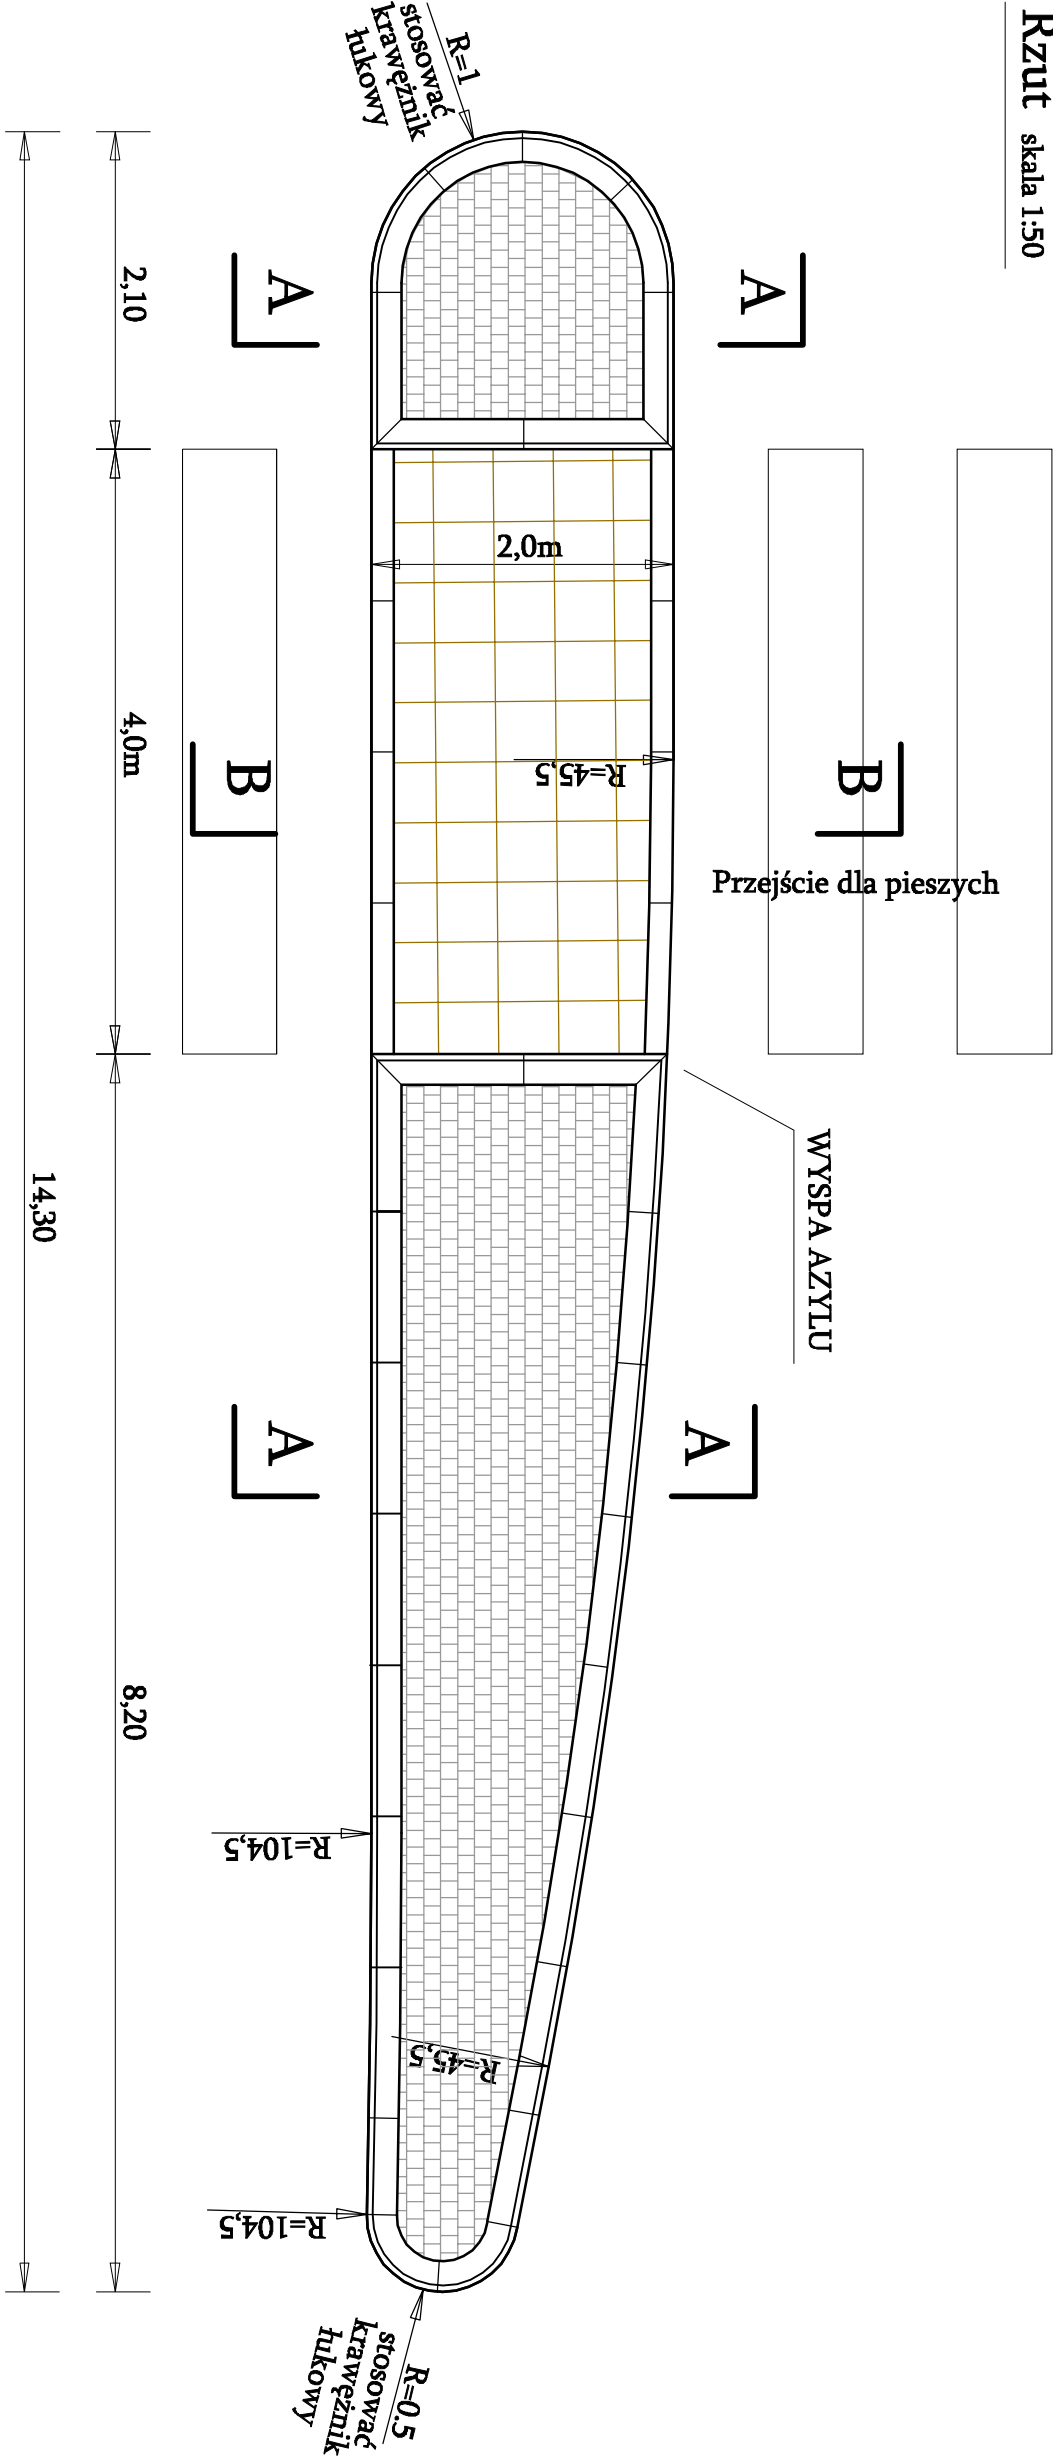 Rzut skala 1:50
R=1
stosować
krawężnik
łukowy
A
A
2,10
2,0m
4,0m
B
B
R=45,5
Przejście dla pieszych
WYSPA AZYLU
14,30
A
A
8,20
R=104,5
R=45,5
R=104,5
R=0.5
stosować
krawężnik
łukowy